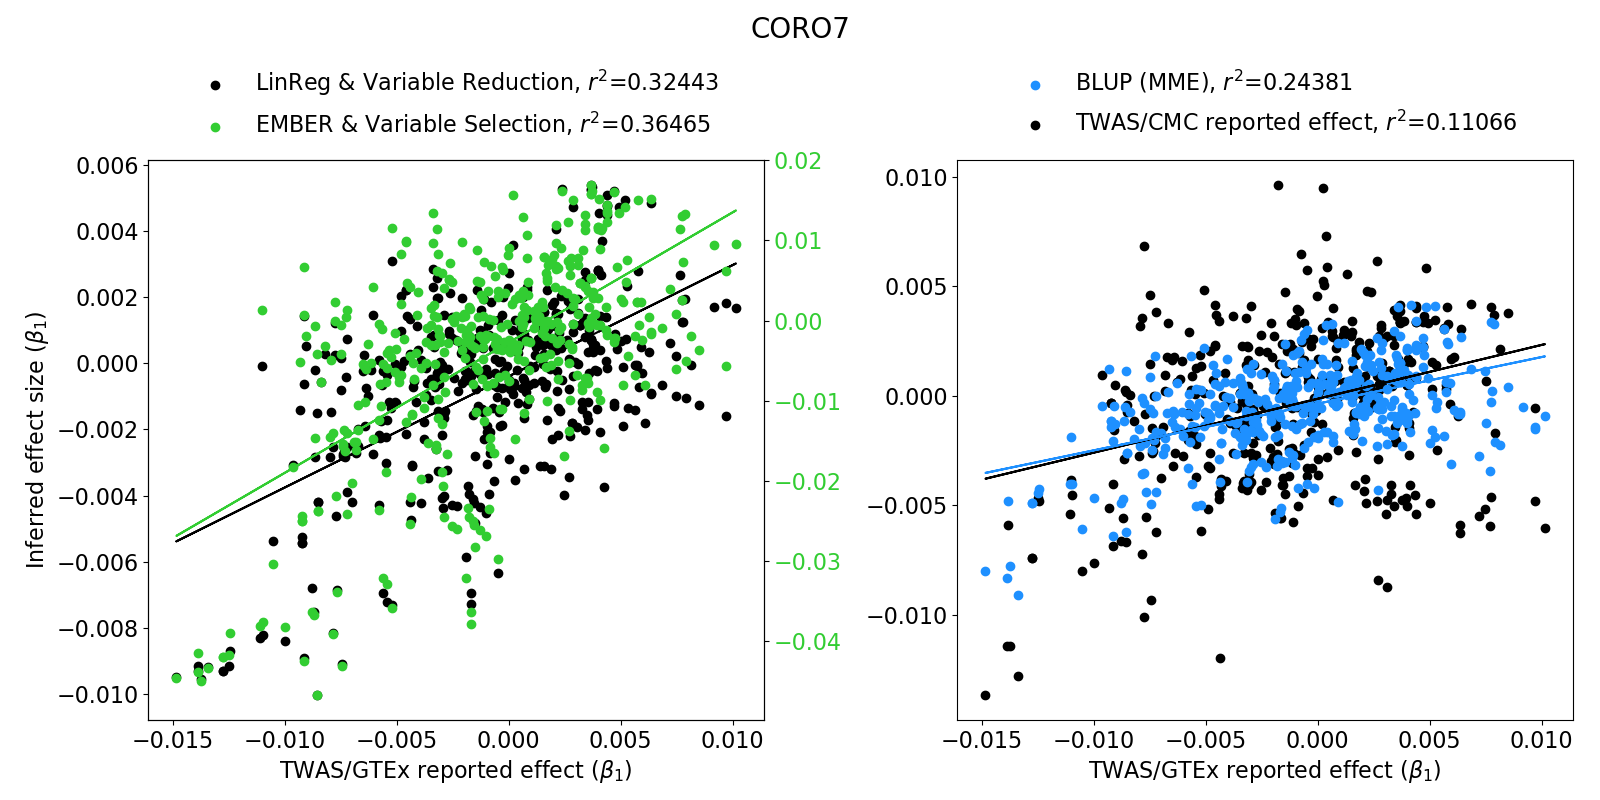 CORO7
LinReg & Variable Reduction, r²=0.32443
EMBER & Variable Selection, r²=0.36465
BLUP (MME), r²=0.24381
TWAS/CMC reported effect, r²=0.11066
Inferred effect size (β₁)
0.006
0.004
0.002
0.000
−0.002
−0.004
−0.006
−0.008
−0.010
0.02
0.01
0.00
−0.01
−0.02
−0.03
−0.04
−0.015 −0.010 −0.005 0.000 0.005 0.010
TWAS/GTEx reported effect (β₁)
0.010
0.005
0.000
−0.005
−0.010
−0.015 −0.010 −0.005 0.000 0.005 0.010
TWAS/GTEx reported effect (β₁)